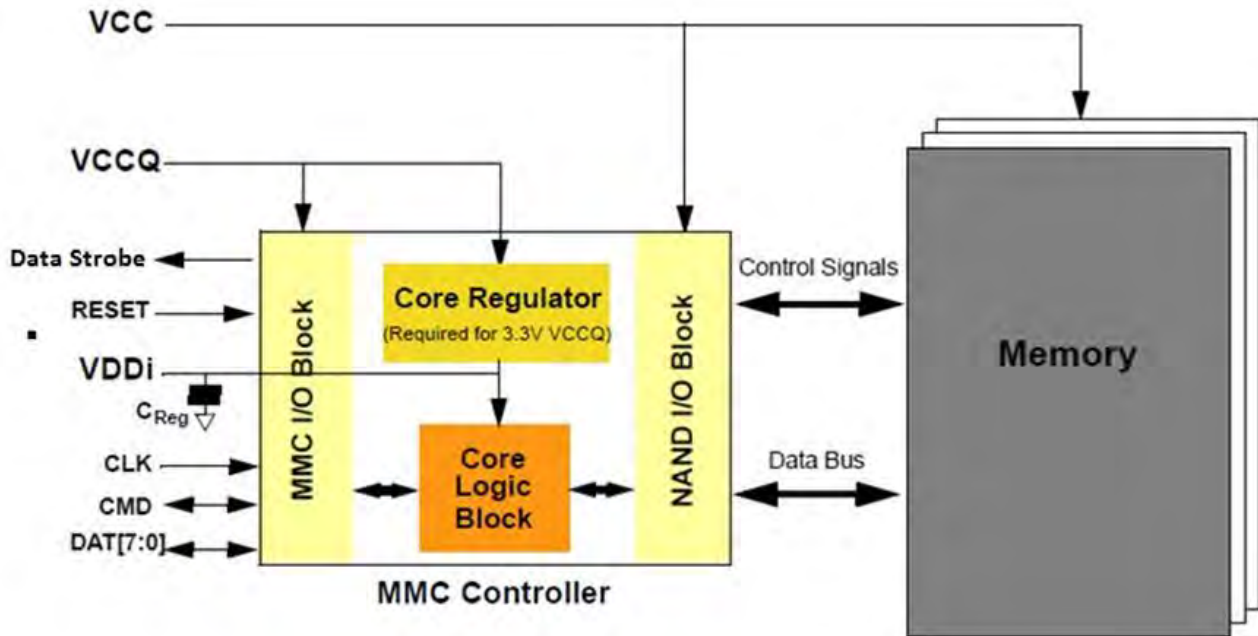 VCC
VCCQ
Data Strobe
RESET
VDDi
CReg
CLK
CMD
DAT[7:0]
MMC I/O Block
Core Regulator
(Required for 3.3V VCCQ)
Core
Logic
Block
NAND I/O Block
Control Signals
Data Bus
Memory
MMC Controller